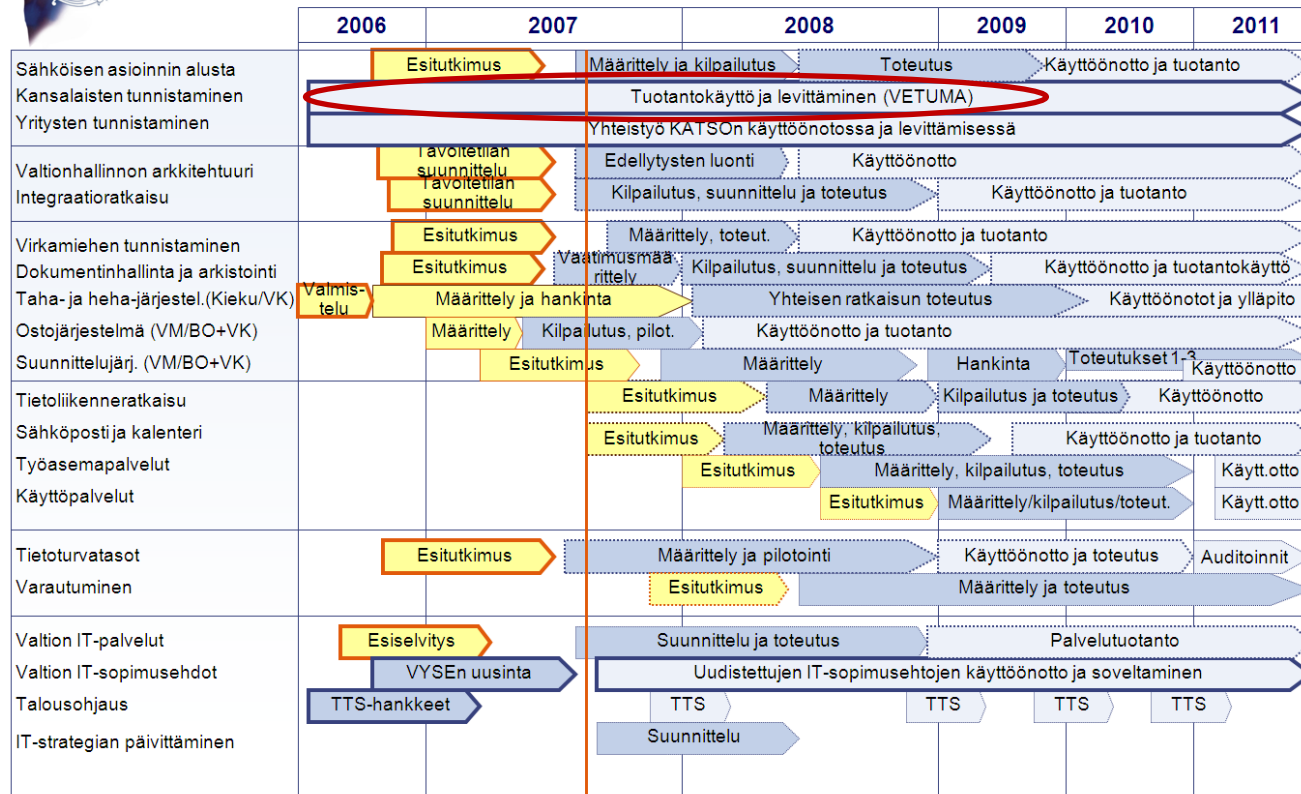 2006 2007 2008 2009 2010 2011
Sähköisen asioinnin alusta Esitutkimus Määrittely ja kilpailutus Toteutus Käyttöönotto ja tuotanto
Kansalaisten tunnistaminen Tuotantokäyttö ja levittäminen (VETUMA)
Yritysten tunnistaminen Yhteistyö KATSOn käyttöönotossa ja levittämisessä
Valtionhallinnon arkkitehtuuri Tavoitetilan suunnittelu Edellytysten luonti Käyttöönotto
Integraatioratkaisu Tavoitetilan suunnittelu Kilpailutus, suunnittelu ja toteutus Käyttöönotto ja tuotanto
Virkamiehen tunnistaminen Esitutkimus Määrittely, toteut. Käyttöönotto ja tuotanto
Dokumentinhallinta ja arkistointi Esitutkimus Vaatimusmää rittely Kilpailutus, suunnittelu ja toteutus Käyttöönotto ja tuotantokäyttö
Taha- ja heha-järjestel.(Kieku/VK) Valmis- telu Määrittely ja hankinta Yhteisen ratkaisun toteutus Käyttöönotot ja ylläpito
Ostojärjestelmä (VM/BO+VK) Määrittely Kilpailutus, pilot. Käyttöönotto ja tuotanto
Suunnittelujärj. (VM/BO+VK) Esitutkimus Määrittely Hankinta Toteutukset 1-3 Käyttöönotto
Tietoliikenneratkaisu Esitutkimus Määrittely Kilpailutus ja toteutus Käyttöönotto
Sähköposti ja kalenteri Esitutkimus Määrittely, kilpailutus, toteutus Käyttöönotto ja tuotanto
Työasemapalvelut Esitutkimus Määrittely, kilpailutus, toteutus Käytt.otto
Käyttöpalvelut Esitutkimus Määrittely/kilpailutus/toteut. Käytt.otto
Tietoturvatasot Esitutkimus Määrittely ja pilotointi Käyttöönotto ja toteutus Auditoinnit
Varautuminen Esitutkimus Määrittely ja toteutus
Valtion IT-palvelut Esiselvitys Suunnittelu ja toteutus Palvelutuotanto
Valtion IT-sopimusehdot VYSEn uusinta Uudistettujen IT-sopimusehtojen käyttöönotto ja soveltaminen
Talousohjaus TTS-hankkeet TTS TTS TTS TTS
IT-strategian päivittäminen Suunnittelu